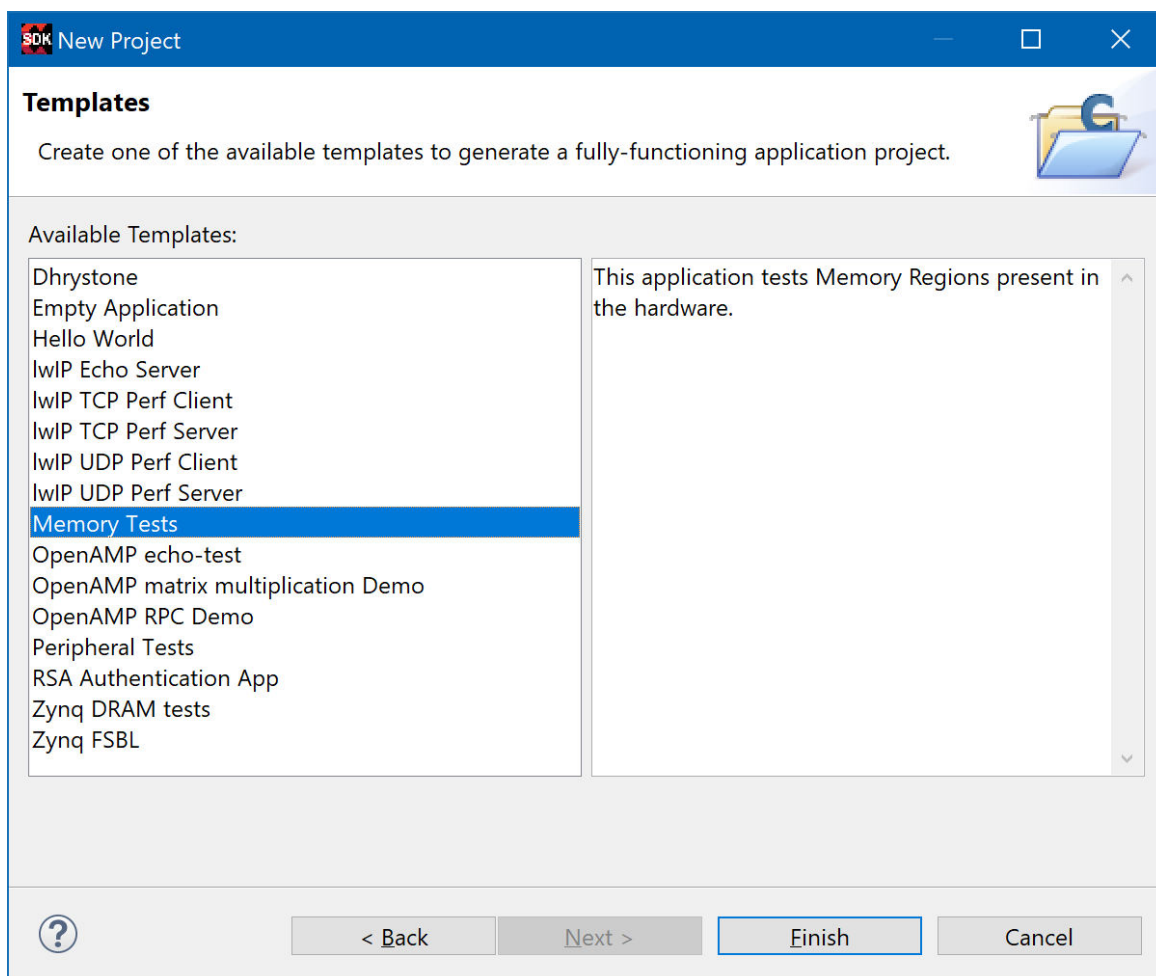 SDK New Project
Templates
Create one of the available templates to generate a fully-functioning application project.
C
Available Templates:
Dhrystone
Empty Application
Hello World
lwIP Echo Server
lwIP TCP Perf Client
lwIP TCP Perf Server
lwIP UDP Perf Client
lwIP UDP Perf Server
Memory Tests
OpenAMP echo-test
OpenAMP matrix multiplication Demo
OpenAMP RPC Demo
Peripheral Tests
RSA Authentication App
Zynq DRAM tests
Zynq FSBL
This application tests Memory Regions present in
the hardware.
? < Back Next > Finish Cancel